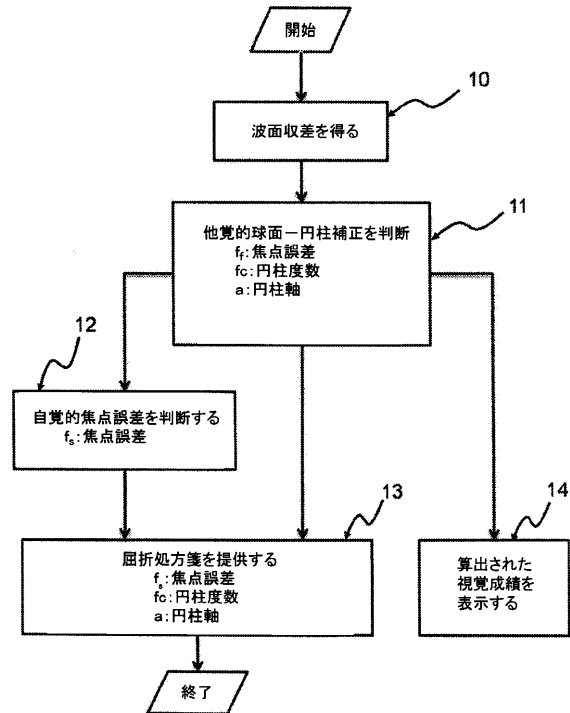 開始
10
波面収差を得る
11
他覚的球面ー円柱補正を判断
ff:焦点誤差
fc:円柱度数
a:円柱軸
12
自覚的焦点誤差を判断する
fs:焦点誤差
13
屈折処方箋を提供する
fs:焦点誤差
fc:円柱度数
a:円柱軸
14
算出された
視覚成績を
表示する
終了